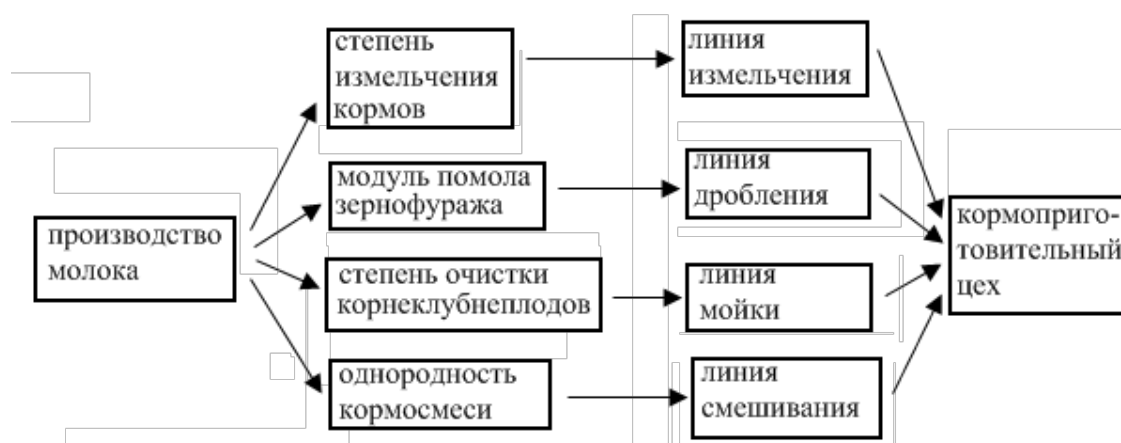 производство
молока
степень
измельчения
кормов
модуль помола
зернофуража
степень очистки
корнеклубнеплодов
однородность
кормосмеси
линия
измельчения
линия
дробления
линия
мойки
линия
смешивания
кормоприго-
товительный
цех